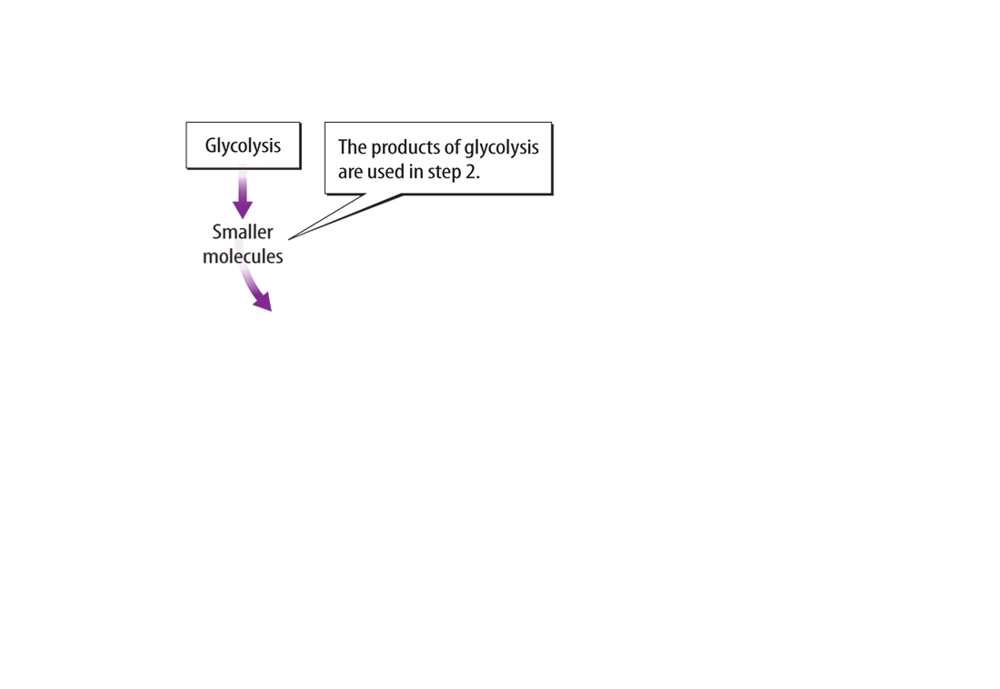 Glycolysis
The products of glycolysis
are used in step 2.
Smaller
molecules